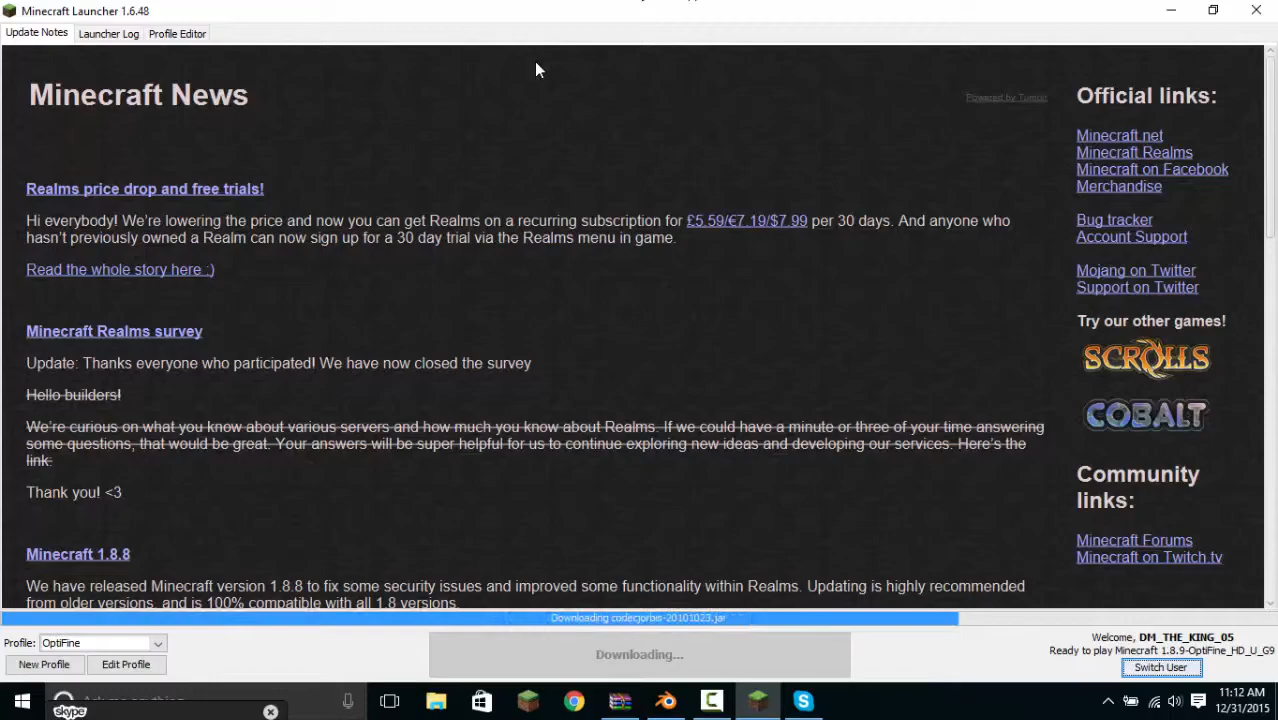 Minecraft Launcher 1.6.48
Update Notes
Launcher Log
Profile Editor
Minecraft News
Powered by Tumblr
Realms price drop and free trials!
Hi everybody! We're lowering the price and now you can get Realms on a recurring subscription for £5.59/€7.19/$7.99 per 30 days. And anyone who
hasn't previously owned a Realm can now sign up for a 30 day trial via the Realms menu in game.
Read the whole story here :)
Minecraft Realms survey
Update: Thanks everyone who participated! We have now closed the survey
Hello builders!
We're curious on what you know about various servers and how much you know about Realms. If we could have a minute or three of your time answering
some questions, that would be great. Your answers will be super helpful for us to continue exploring new ideas and developing our services. Here's the
link.
Thank you! <3
Minecraft 1.8.8
We have released Minecraft version 1.8.8 to fix some security issues and improved some functionality within Realms. Updating is highly recommended
from older versions, and is 100% compatible with all 1.8 versions.
Official links:
Minecraft.net
Minecraft Realms
Minecraft on Facebook
Merchandise
Bug tracker
Account Support
Mojang on Twitter
Support on Twitter
Try our other games!
SCROLLS
COBALT
Community
links:
Minecraft Forums
Minecraft on Twitch.tv
Downloading codecjorbis-20101023.jar
Profile:
OptiFine
New Profile
Edit Profile
Downloading...
Welcome, DM_THE_KING_05
Ready to play Minecraft 1.8.9-OptiFine_HD_U_G9
Switch User
Ask me anything
skype
11:12 AM
12/31/2015